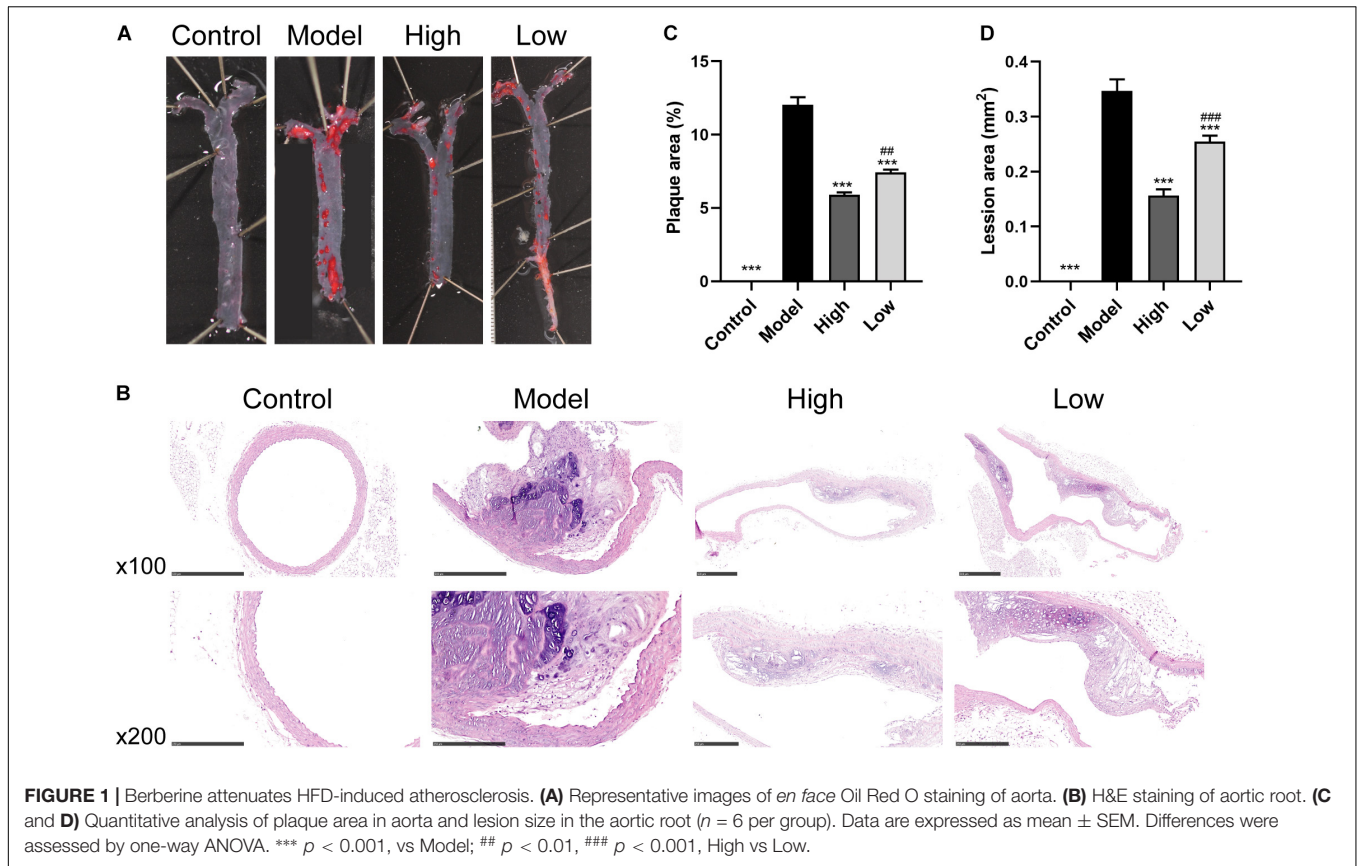 A
Control Model High Low
C
Plaque area (%)
15
10
5
0
***
***
##
***
Control
Model
High
Low
D
Lession area (mm²)
0.4
0.3
0.2
0.1
0.0
***
***
###
***
Control
Model
High
Low
B
Control Model High Low
x100
x200
FIGURE 1 | Berberine attenuates HFD-induced atherosclerosis. (A) Representative images of en face Oil Red O staining of aorta. (B) H&E staining of aortic root. (C
and D) Quantitative analysis of plaque area in aorta and lesion size in the aortic root (n = 6 per group). Data are expressed as mean ± SEM. Differences were
assessed by one-way ANOVA. *** p < 0.001, vs Model; ## p < 0.01, ### p < 0.001, High vs Low.